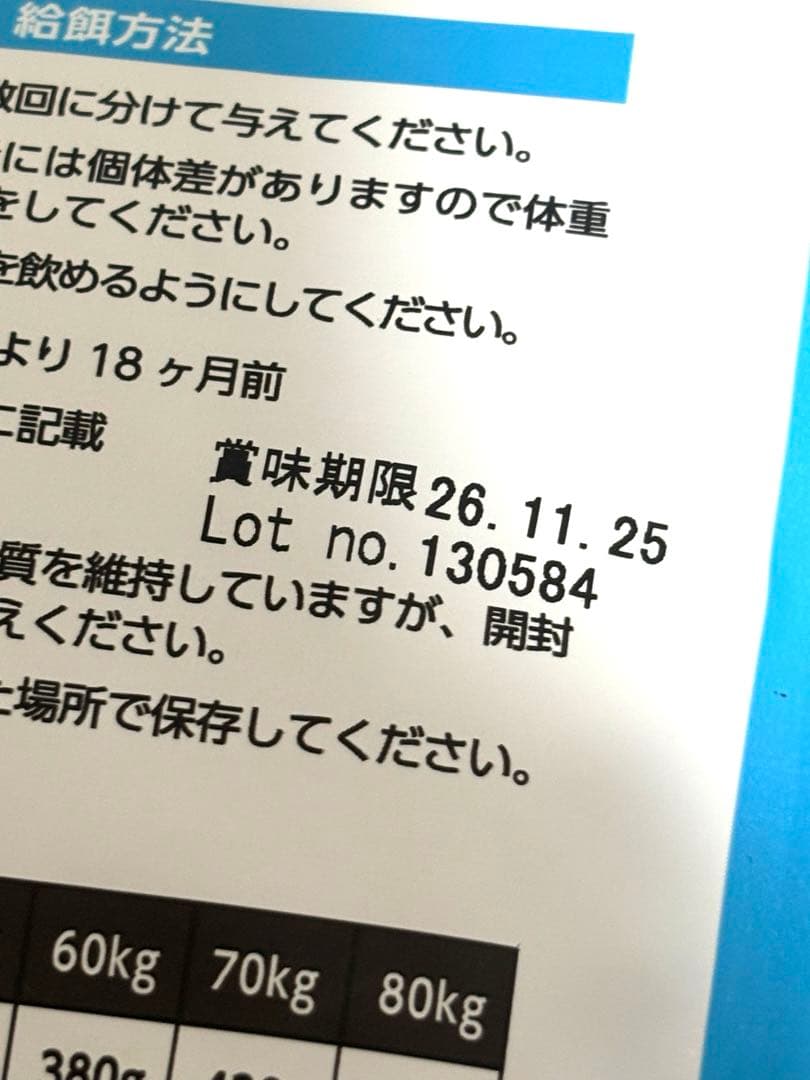 給餌方法
数回に分けて与えてください。
には個体差がありますので体重
をしてください。
を飲めるようにしてください。
より 18 ヶ月前
に記載
賞味期限 26. 11. 25
Lot no. 130584
質を維持していますが、開封
えください。
た場所で保存してください。
60kg 70kg 80kg
380g